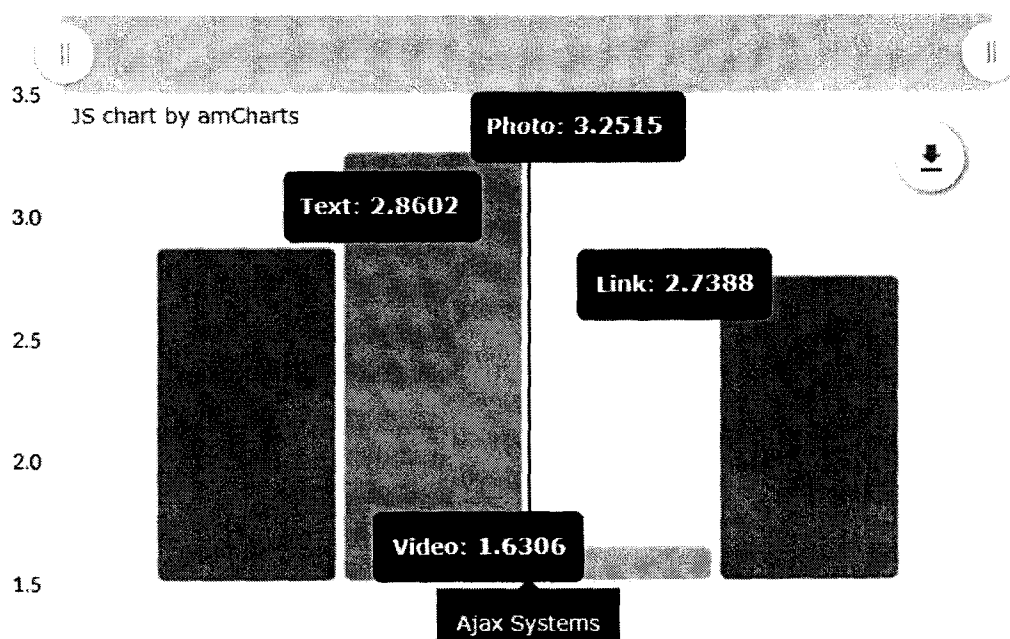 3.5
JS chart by amCharts
Photo: 3.2515
Text: 2.8602
3.0
Link: 2.7388
2.5
2.0
Video: 1.6306
1.5
Ajax Systems